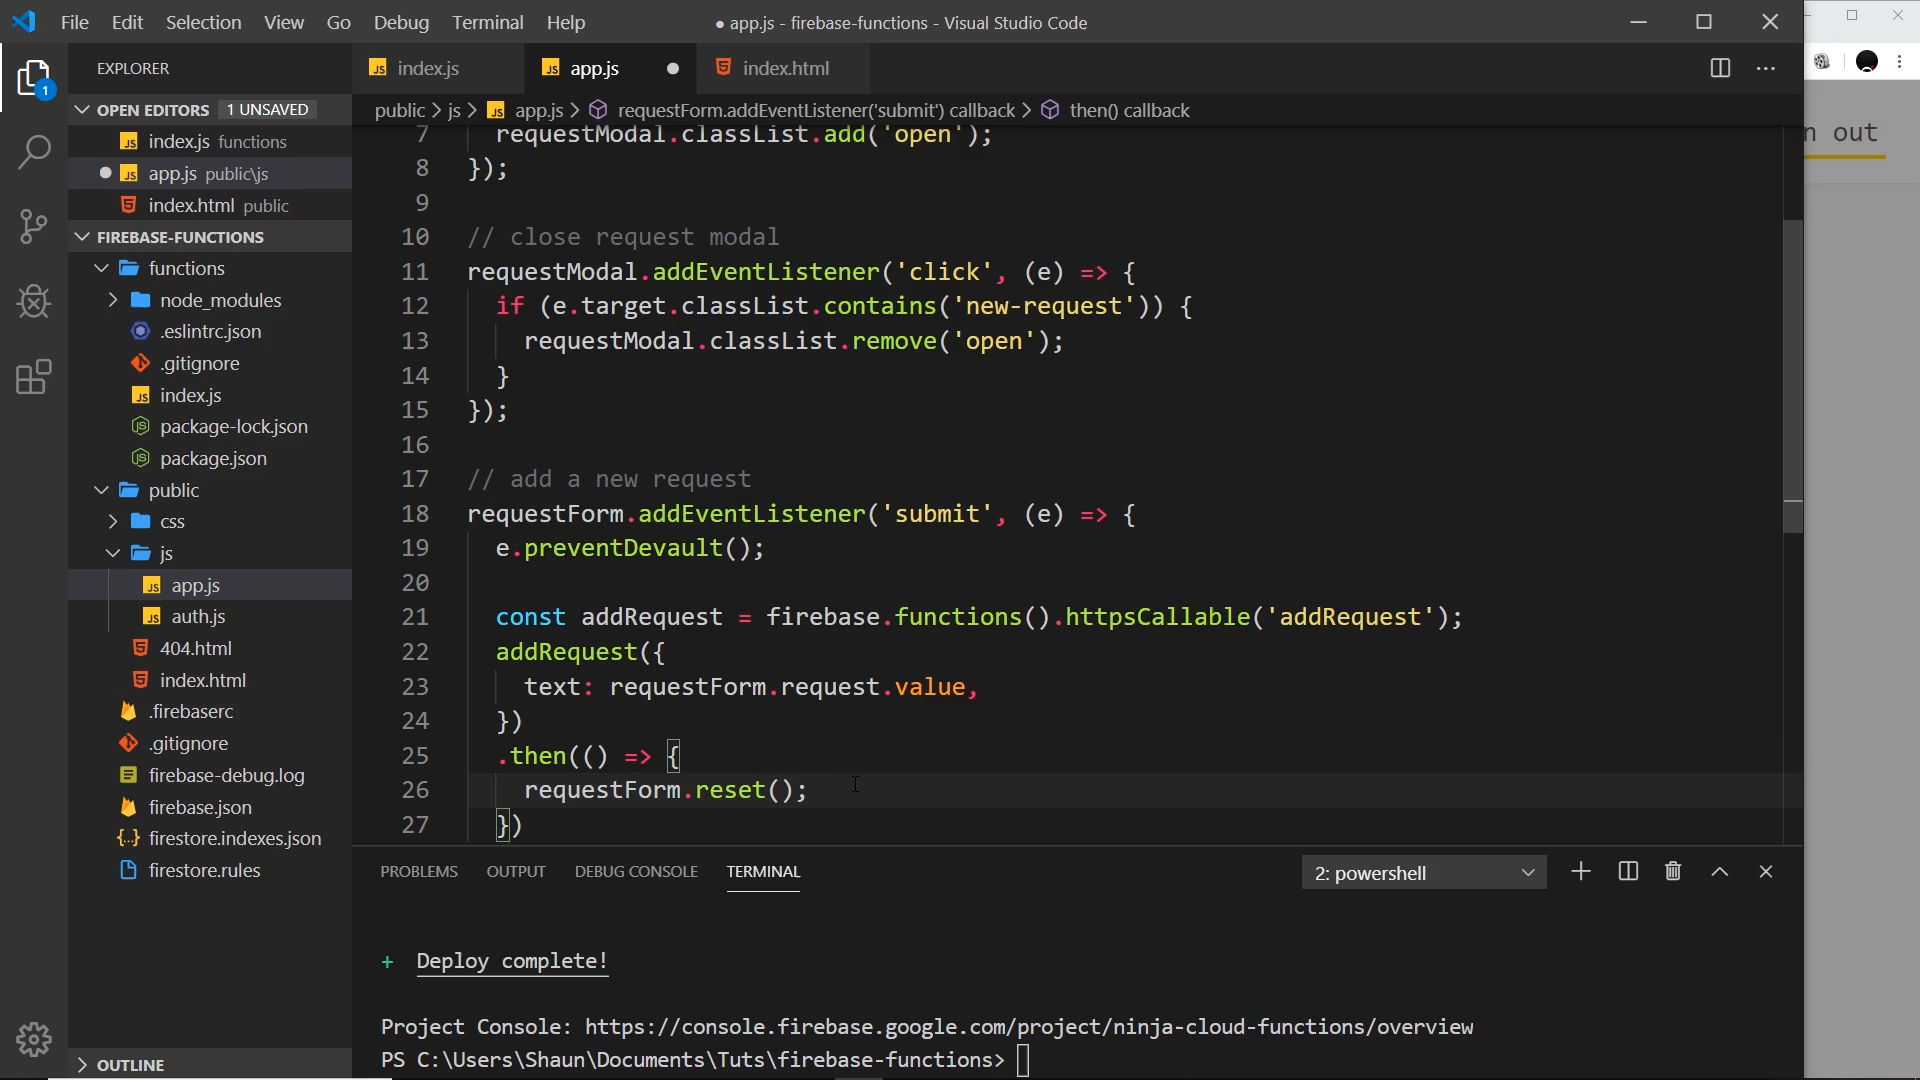 File Edit Selection View Go Debug Terminal Help
● app.js - firebase-functions - Visual Studio Code
EXPLORER
JS index.js
JS app.js
index.html
OPEN EDITORS 1 UNSAVED
public > js > JS app.js > requestForm.addEventListener('submit') callback > then() callback
JS index.js functions
JS app.js public\js
index.html public
FIREBASE-FUNCTIONS
functions
node_modules
.eslintrc.json
.gitignore
JS index.js
package-lock.json
package.json
public
css
js
JS app.js
JS auth.js
404.html
index.html
.firebaserc
.gitignore
firebase-debug.log
firebase.json
{··} firestore.indexes.json
firestore.rules
OUTLINE
1
7 requestModal.classList.add('open');
8 });
9
10 // close request modal
11 requestModal.addEventListener('click', (e) => {
12 if (e.target.classList.contains('new-request')) {
13 requestModal.classList.remove('open');
14 }
15 });
16
17 // add a new request
18 requestForm.addEventListener('submit', (e) => {
19 e.preventDevault();
20
21 const addRequest = firebase.functions().httpsCallable('addRequest');
22 addRequest({
23 text: requestForm.request.value,
24 })
25 .then(() => {
26 requestForm.reset();
27 })
PROBLEMS OUTPUT DEBUG CONSOLE TERMINAL
2: powershell
+ Deploy complete!
Project Console: https://console.firebase.google.com/project/ninja-cloud-functions/overview
PS C:\Users\Shaun\Documents\Tuts\firebase-functions>
n out